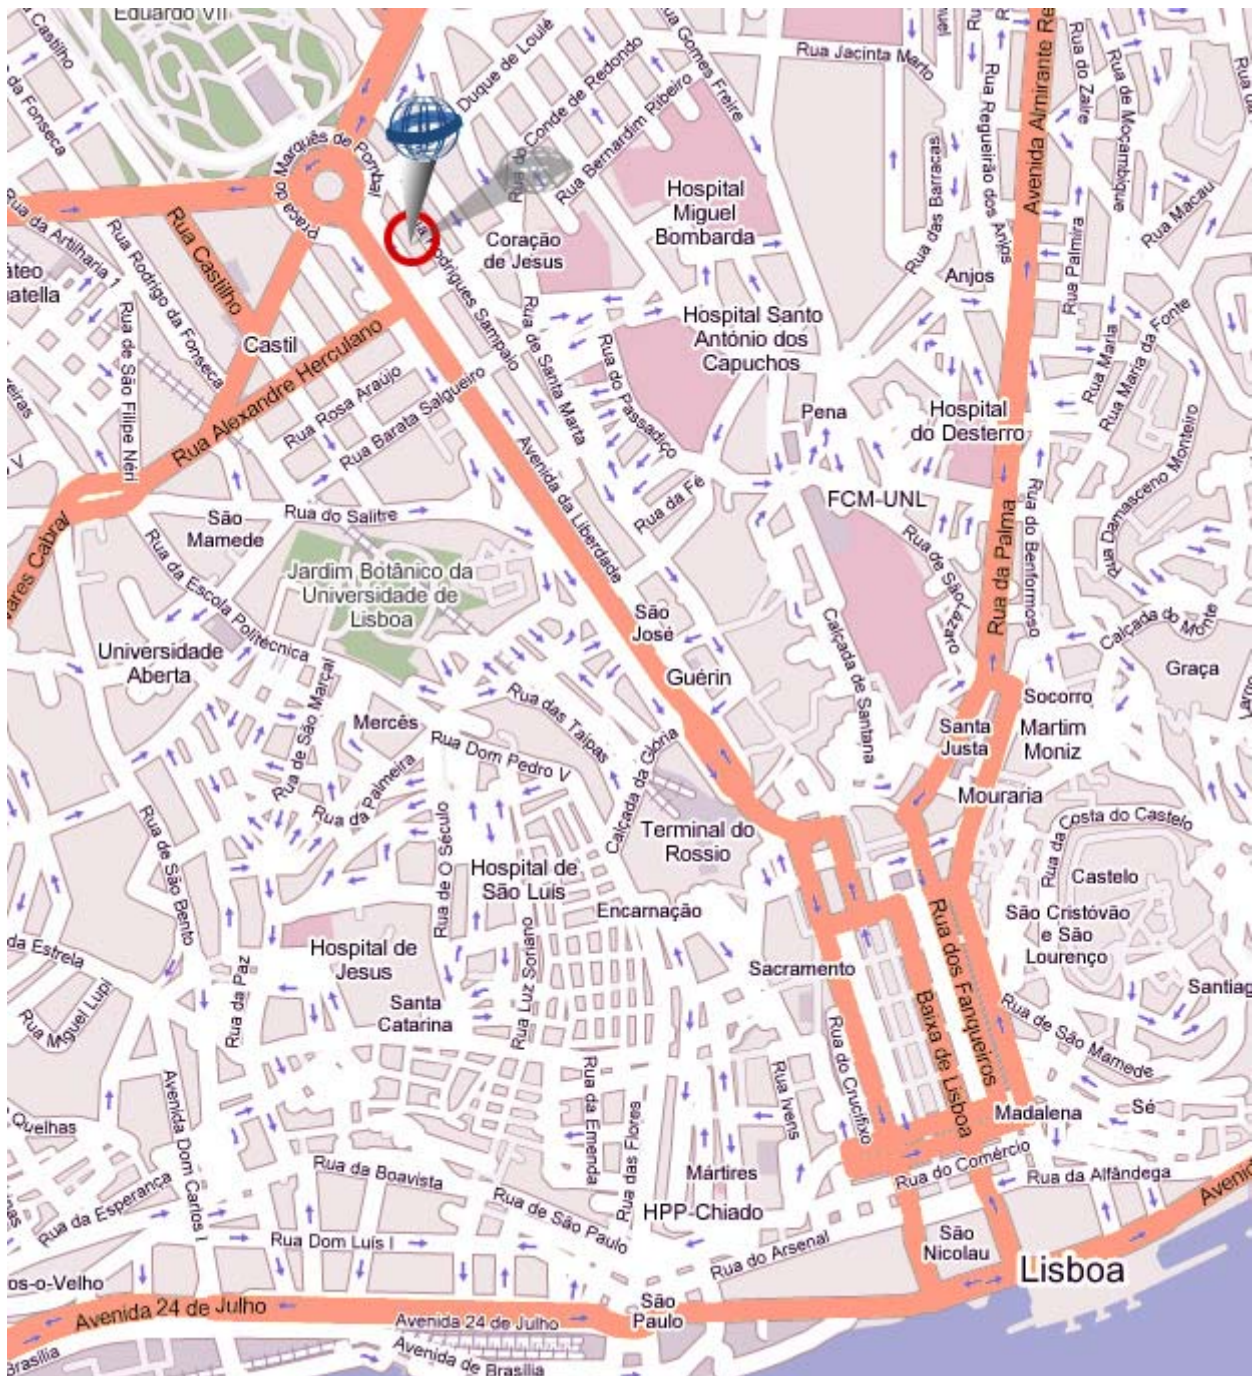 Eduardo VII
Castilho
da Fonseca
Duque de Loulé
Rua do Conde de Redondo
Gomes Freire
Rua Jacinta Marto
Rua Bernardim Ribeiro
Rua Regueirão dos Anjos
Avenida Almirante Re
Rua do Zaire
Rua de Moçambique
Praça do Marquês de Pombal
Hospital
Miguel
Bombarda
Rua das Barracas
Rua Macau
Rua da Artilharia 1
Rua Castilho
Rua Rodrigo da Fonseca
Coração
de Jesus
Rodrigues Sampaio
Anjos
Rua Palmira
áteo
atella
Rua de São Filipe Néri
Castil
Rua Alexandre Herculano
Rua de Santa Marta
Rua do Passadiço
Hospital Santo
António dos
Capuchos
Rua Maria
Rua Maria da Fonte
Rua Rosa Araújo
Rua Barata Salgueiro
Pena
Hospital
do Desterro
eiras
V
Avenida da Liberdade
Rua da Fé
FCM-UNL
Rua do Benformoso
Rua Damasceno Monteiro
vares Cabral
São
Mamede
Rua do Salitre
Rua da Escola Politécnica
Jardim Botânico da
Universidade de
Lisboa
Rua de São Lázaro
Rua da Palma
São
José
Calçada de Santana
Calçada do Monte
Universidade
Aberta
Guérin
Graça
Rua de São Marçal
Mercês
Rua das Taipas
Socorro
Santa
Justa
Martim
Moniz
Rua Dom Pedro V
Calçada da Glória
Rua da Palmeira
Mouraria
Rua de São Bento
Rua de O Século
Terminal do
Rossio
Rua da Costa do Castelo
Hospital de
São Luís
Castelo
Encarnação
Rua dos Fanqueiros
São Cristóvão
e São
Lourenço
da Estrela
Hospital de
Jesus
Rua Luz Soriano
Sacramento
Santiag
Rua da Paz
Rua Miguel Lupi
Santa
Catarina
Baixa de Lisboa
Rua de São Mamede
Rua do Crucifixo
Avenida Dom Carlos I
Rua da Emenda
Rua das Flores
Rua Ivens
Quelhas
Madalena
Sé
Rua da Boavista
Mártires
Rua do Comércio
Rua da Alfândega
Rua da Esperança
Rua de São Paulo
HPP-Chiado
Avenid
Rua Dom Luís I
Rua do Arsenal
São
Nicolau
Lisboa
os-o-Velho
Avenida 24 de Julho
Avenida 24 de Julho
São
Paulo
Brasília
Avenida de Brasília